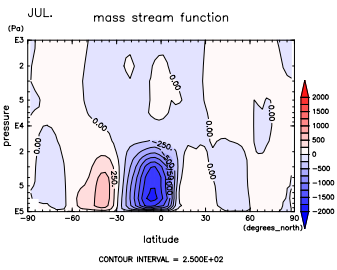 JUL. mass stream function
(Pa)
E3
2
5
E4
2
5
E5
pressure
0.00
0.00
0.00
0.00
0.00
0.00
-250.
250.
-90 -60 -30 0 30 60 90
(degrees_north)
latitude
2000
1500
1000
500
0
-500
-1000
-1500
-2000
CONTOUR INTERVAL = 2.500E+02